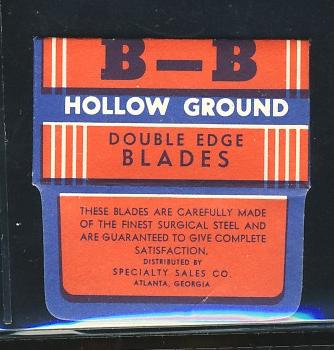 B—B
HOLLOW GROUND
DOUBLE EDGE
BLADES
THESE BLADES ARE CAREFULLY MADE
OF THE FINEST SURGICAL STEEL AND
ARE GUARANTEED TO GIVE COMPLETE
SATISFACTION.
DISTRIBUTED BY
SPECIALTY SALES CO.
ATLANTA, GEORGIA